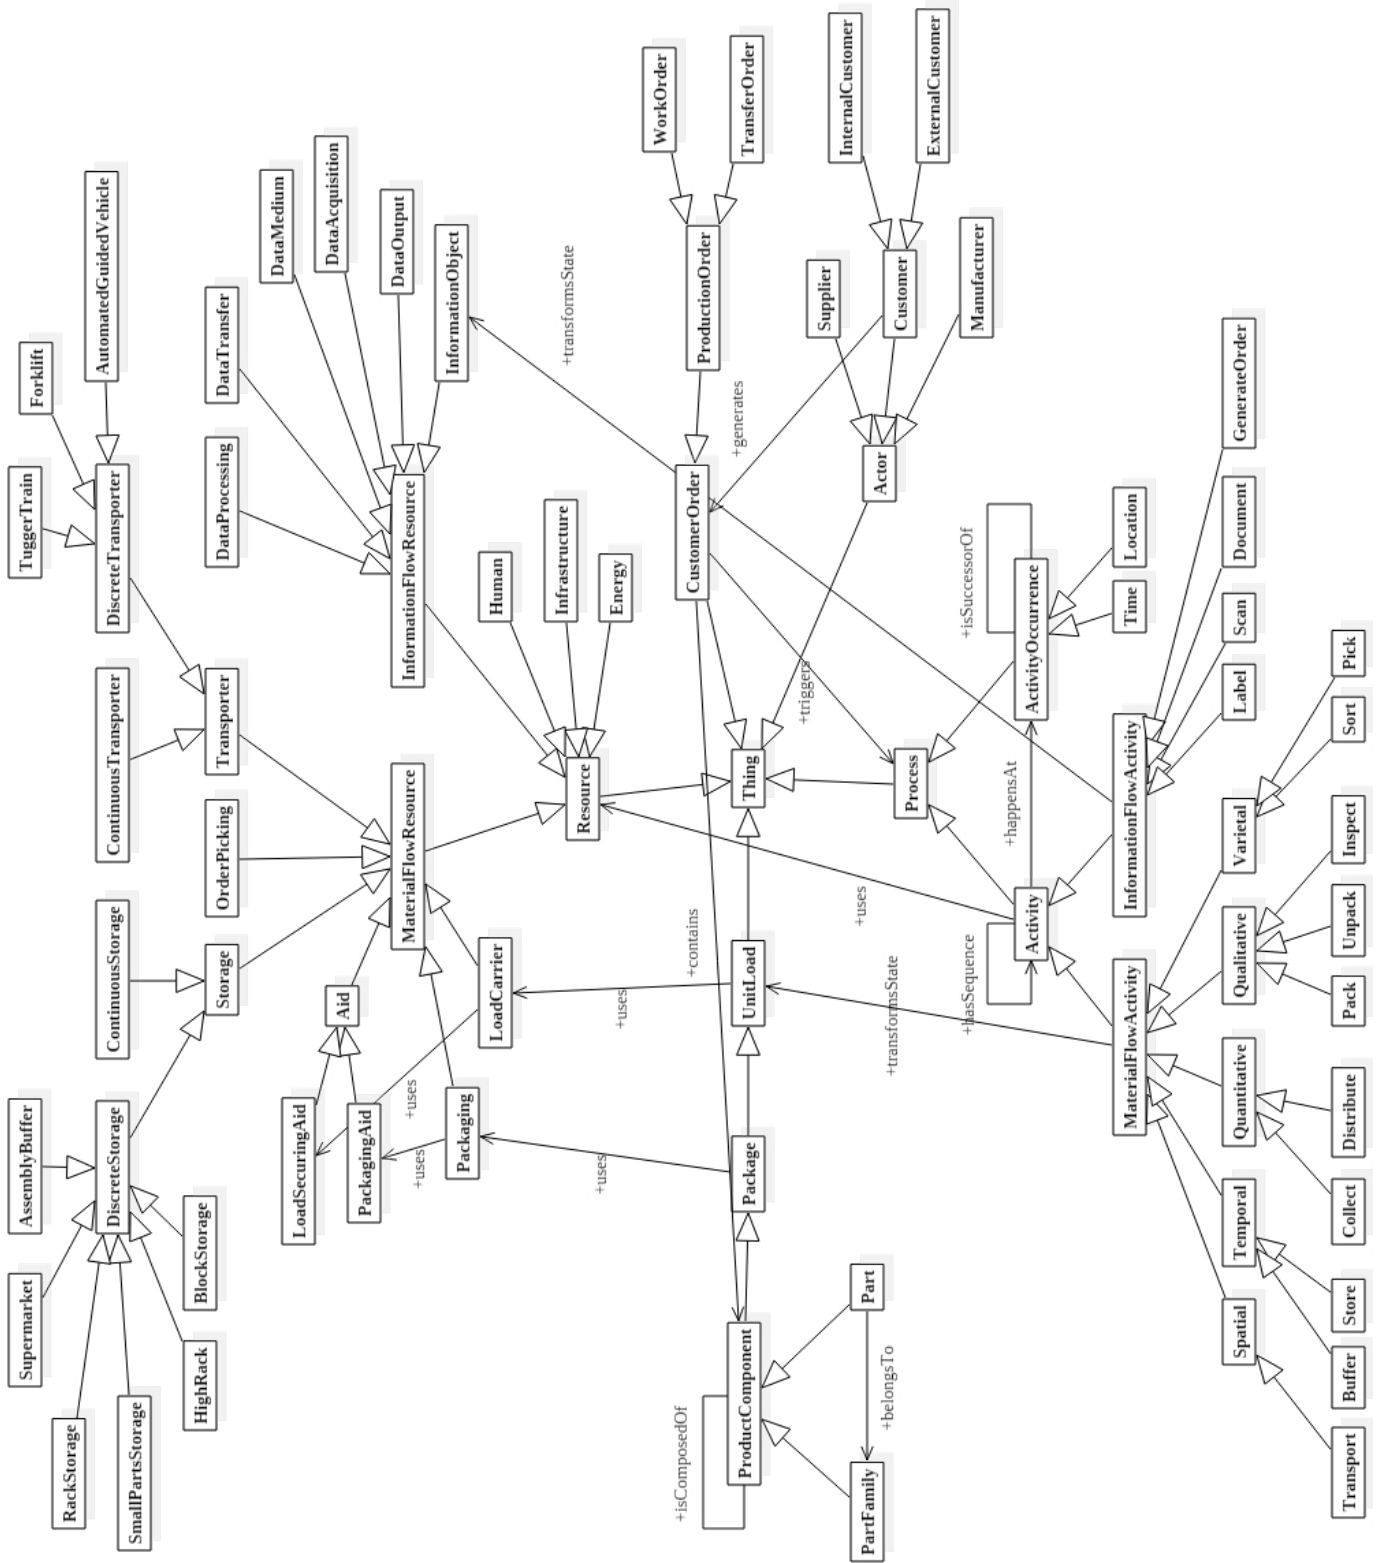 TuggerTrain
Forklift
AutomatedGuidedVehicle
DiscreteTransporter
ContinuousTransporter
Transporter
OrderPicking
ContinuousStorage
Storage
AssemblyBuffer
Supermarket
DiscreteStorage
RackStorage
SmallPartsStorage
HighRack
BlockStorage
DataProcessing
DataTransfer
DataMedium
DataAcquisition
DataOutput
InformationObject
InformationFlowResource
MaterialFlowResource
Aid
LoadSecuringAid
PackagingAid
Packaging
LoadCarrier
+uses
+uses
+uses
+uses
Human
Infrastructure
Energy
Resource
+transformsState
WorkOrder
TransferOrder
ProductionOrder
+generates
CustomerOrder
InternalCustomer
ExternalCustomer
Customer
Supplier
Manufacturer
Actor
Thing
+triggers
+contains
UnitLoad
Package
ProductComponent
+isComposedOf
Part
PartFamily
+belongsTo
+uses
+transformsState
Process
+isSuccessorOf
ActivityOccurrence
Location
Time
+happensAt
Activity
+hasSequence
InformationFlowActivity
GenerateOrder
Document
Scan
Label
MaterialFlowActivity
Varietal
Qualitative
Quantitative
Temporal
Spatial
Pick
Sort
Inspect
Unpack
Pack
Distribute
Collect
Store
Buffer
Transport